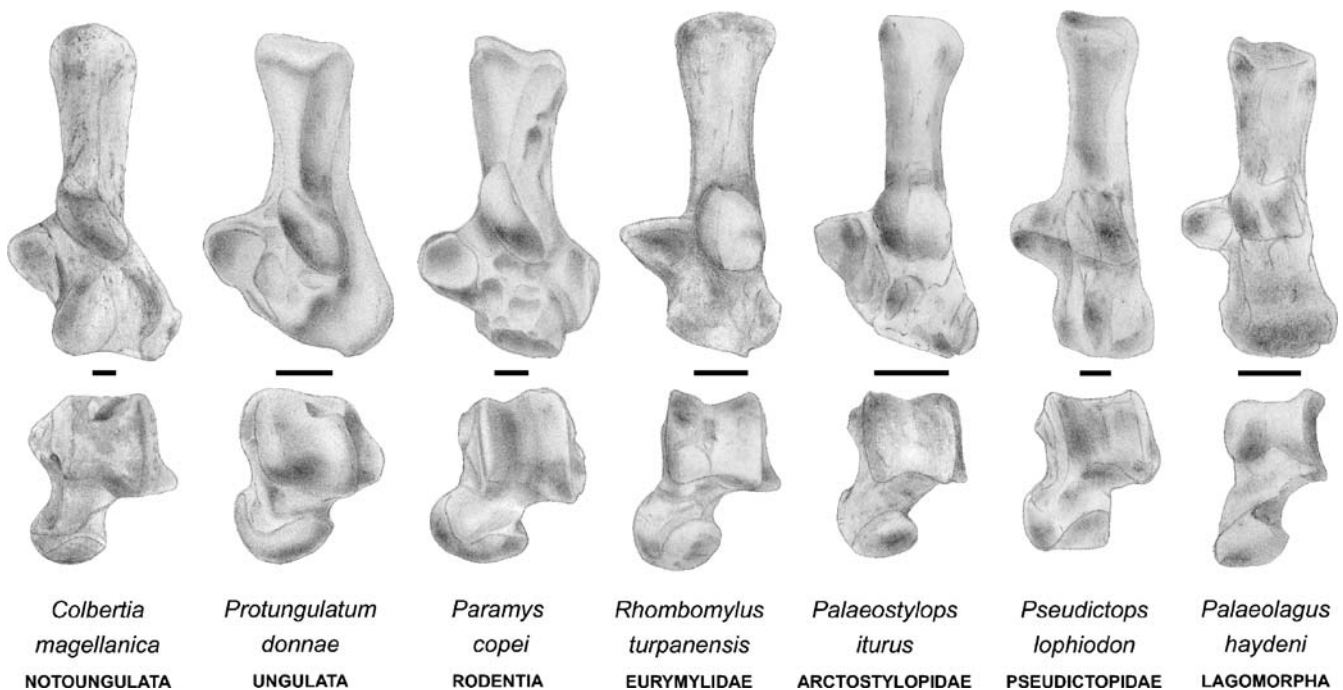 Colbertia
magellanica
NOTOUNGULATA
Protungulatum
donnae
UNGULATA
Paramys
copei
RODENTIA
Rhombomylus
turpanensis
EURYMYLIDAE
Palaeostylops
iturus
ARCTOSTYLOPIDAE
Pseudictops
lophiodon
PSEUDICTOPIDAE
Palaeolagus
haydeni
LAGOMORPHA